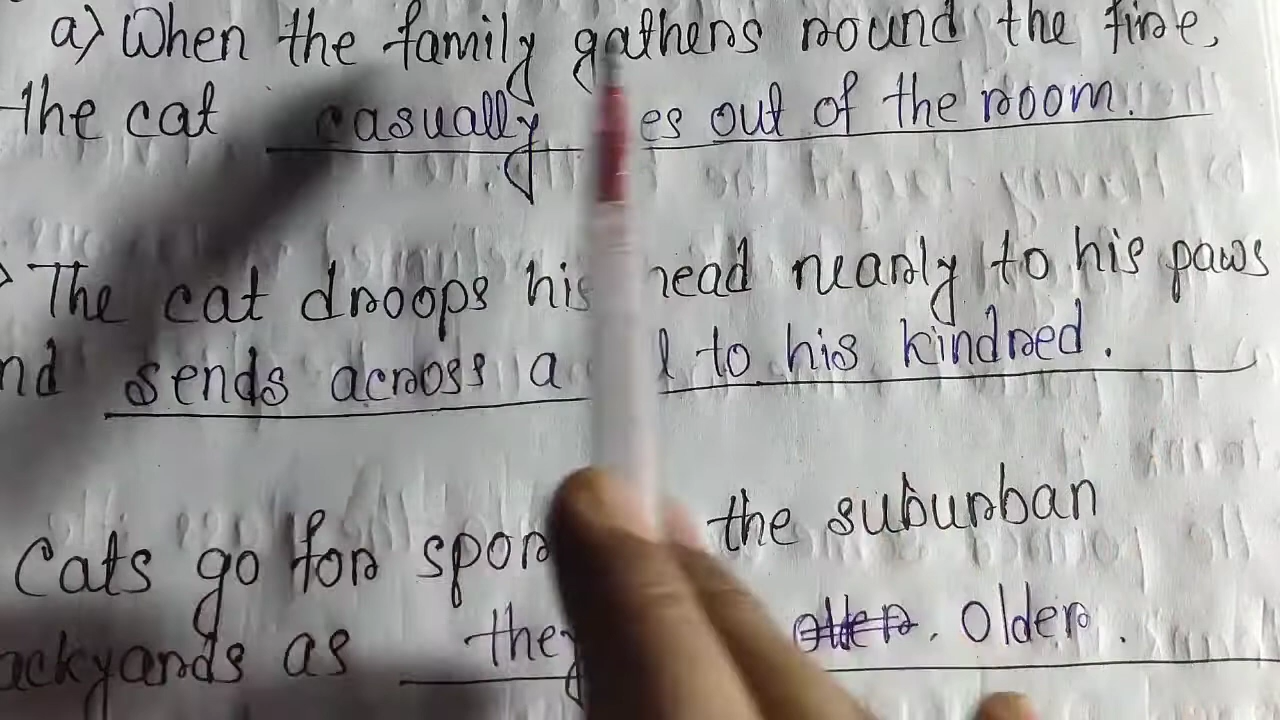 a) When the family gathers round the fire,
the cat casually es out of the room.
The cat droops his head nearly to his paws
nd sends across a l to his kindred.
Cats go for spor the suburban
ackyards as they older. Older.